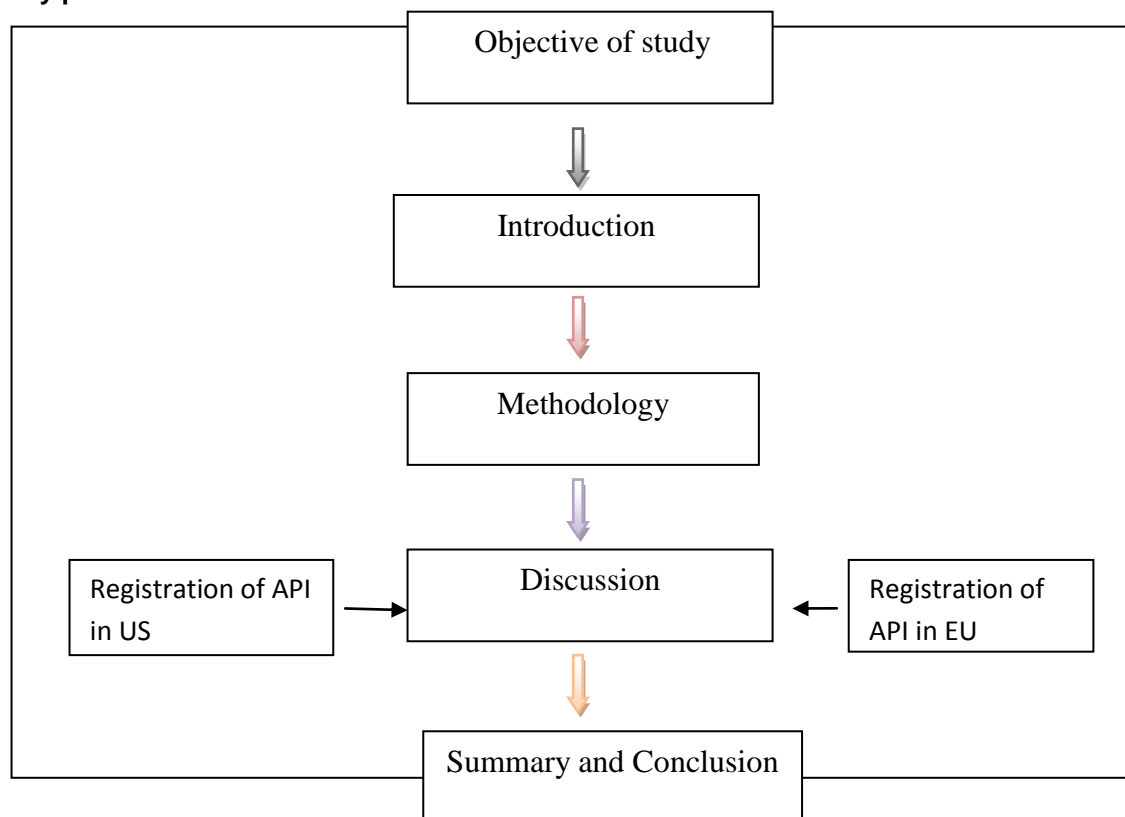 Objective of study
Introduction
Methodology
Discussion
Registration of API
in US
Registration of
API in EU
Summary and Conclusion